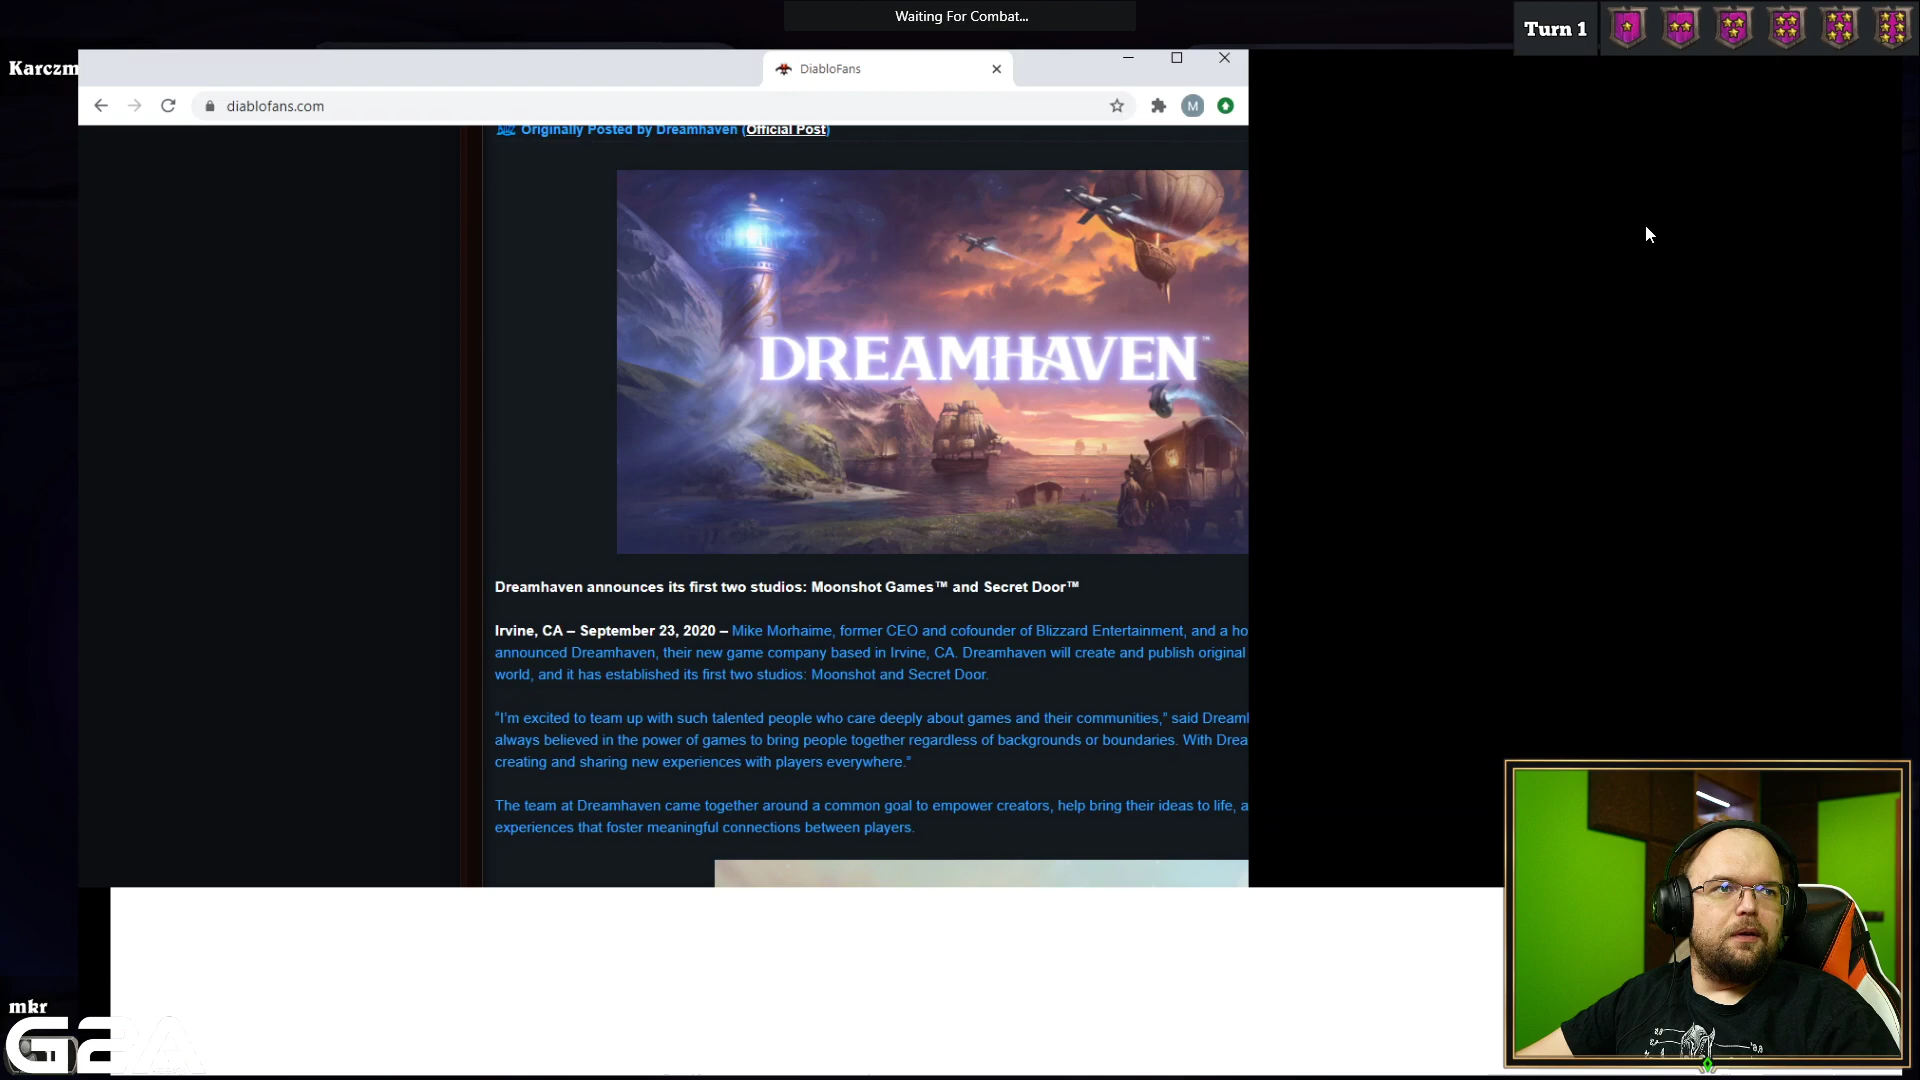 Waiting For Combat...
Turn 1
Karczm
DiabloFans
diablofans.com
M
Originally Posted by Dreamhaven (Official Post)
DREAMHAVEN™
Dreamhaven announces its first two studios: Moonshot Games™ and Secret Door™
Irvine, CA – September 23, 2020 – Mike Morhaime, former CEO and cofounder of Blizzard Entertainment, and a ho
announced Dreamhaven, their new game company based in Irvine, CA. Dreamhaven will create and publish original
world, and it has established its first two studios: Moonshot and Secret Door.
“I’m excited to team up with such talented people who care deeply about games and their communities,” said Dreaml
always believed in the power of games to bring people together regardless of backgrounds or boundaries. With Drea
creating and sharing new experiences with players everywhere.”
The team at Dreamhaven came together around a common goal to empower creators, help bring their ideas to life, a
experiences that foster meaningful connections between players.
mkr
G2A